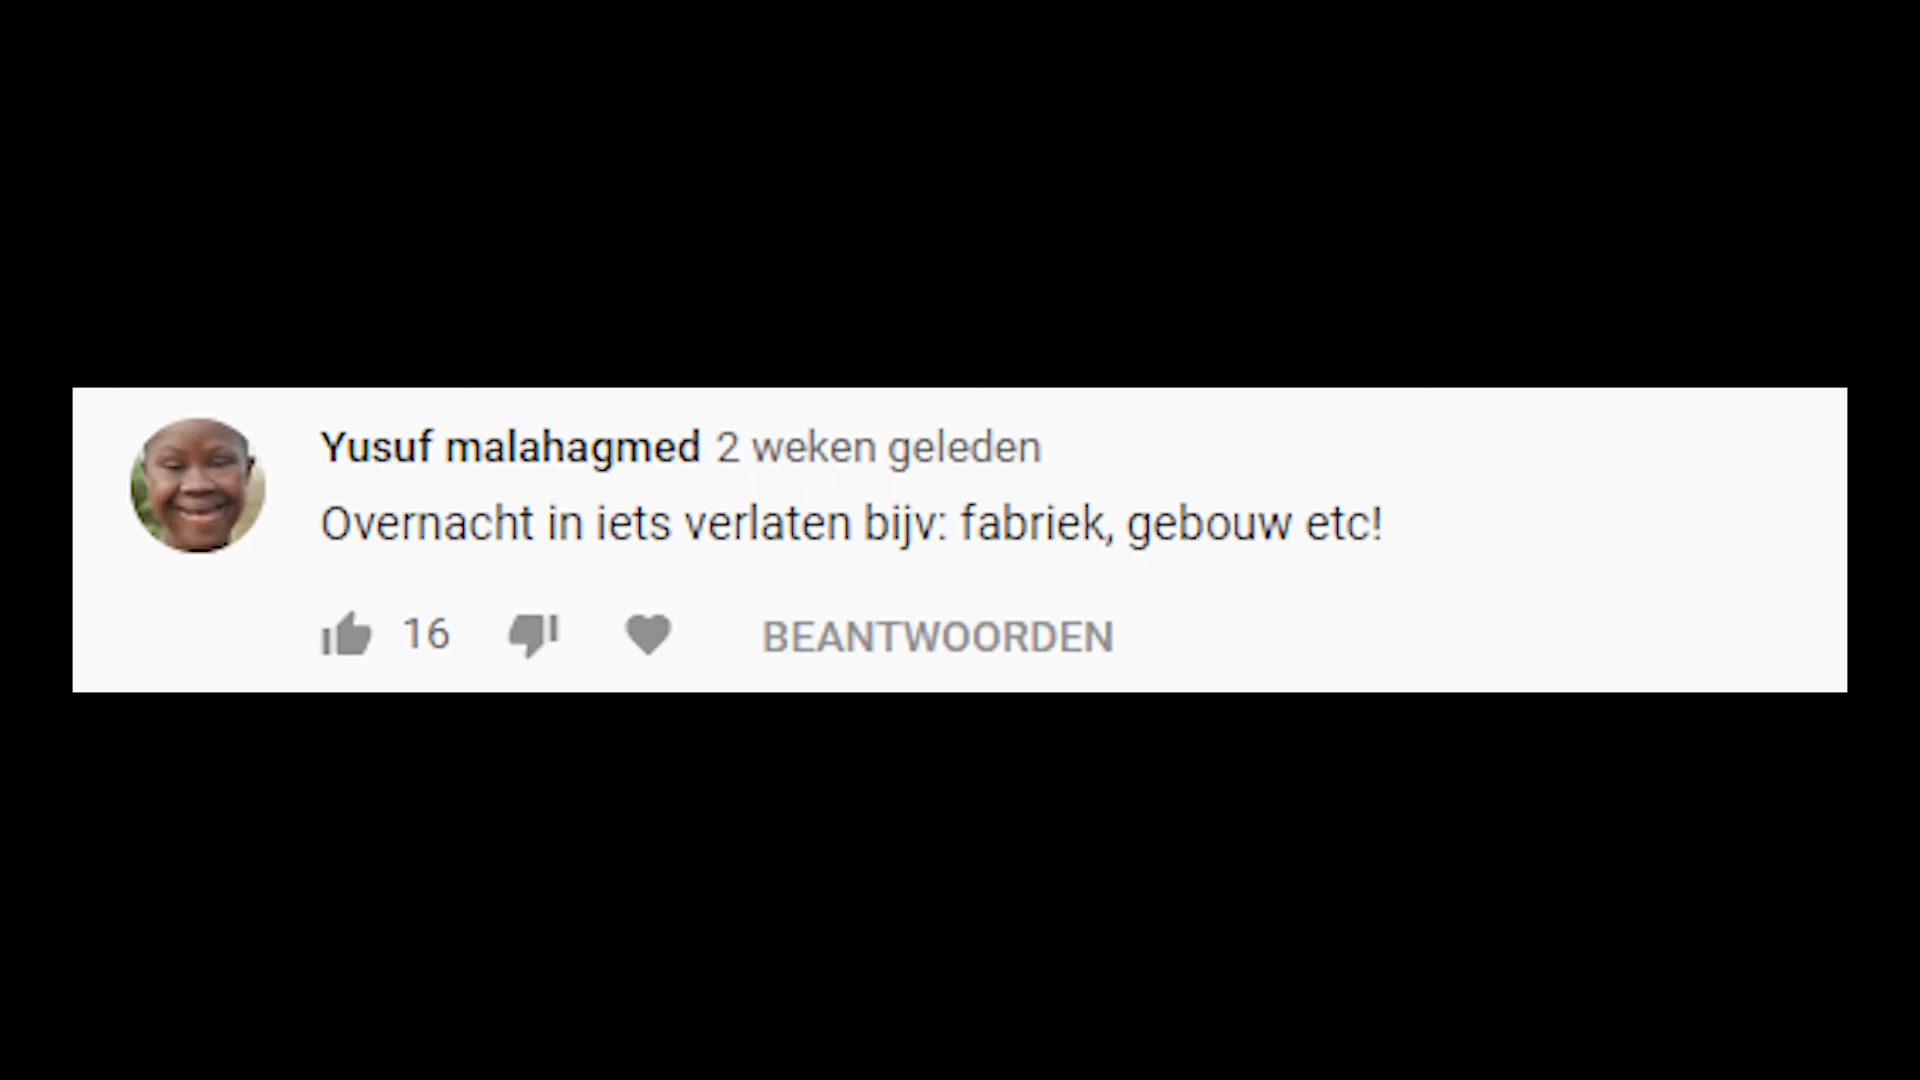 Yusuf malahagmed 2 weken geleden
Overnacht in iets verlaten bijv: fabriek, gebouw etc!
16 BEANTWOORDEN